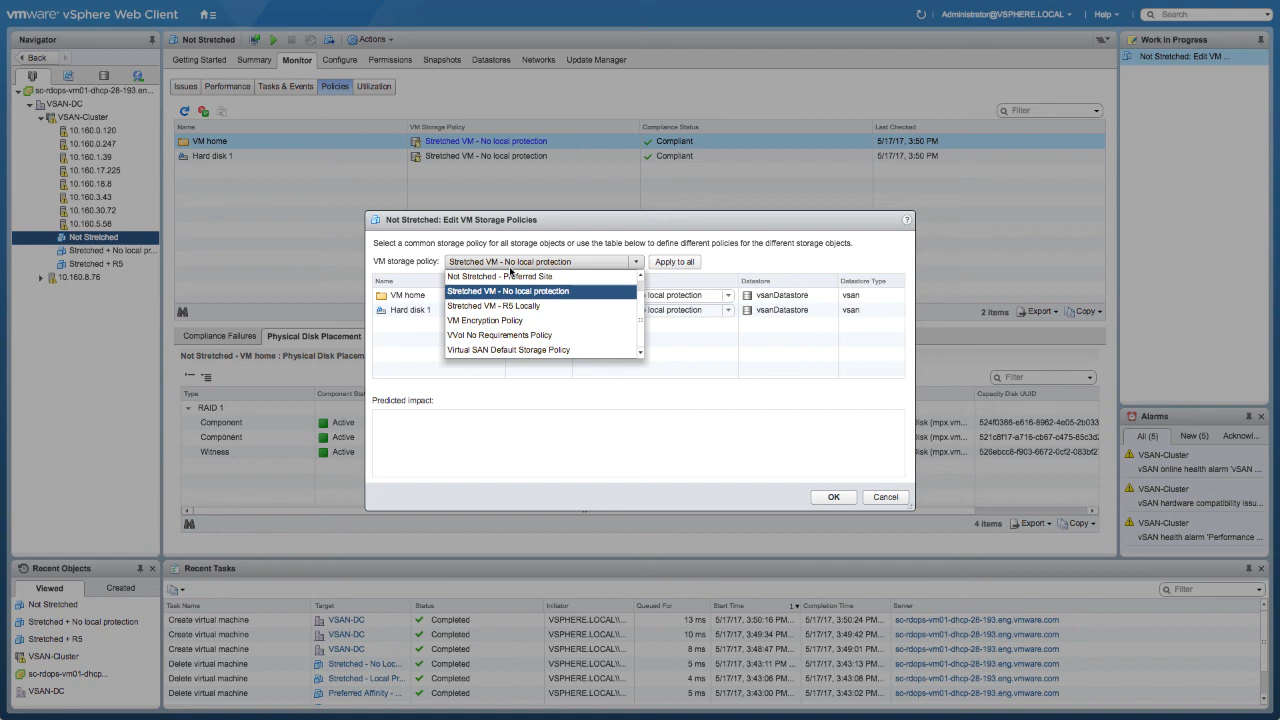 vmware® vSphere Web Client
Administrator@VSPHERE.LOCAL
Help
Search
Navigator
Back
sc-rdops-vm01-dhcp-28-193.en...
VSAN-DC
VSAN-Cluster
10.160.0.120
10.160.0.247
10.160.1.39
10.160.17.225
10.160.18.8
10.160.3.43
10.160.30.72
10.160.5.58
Not Stretched
Stretched + No local pr...
Stretched + R5
10.160.8.76
Not Stretched
Actions
Getting Started Summary Monitor Configure Permissions Snapshots Datastores Networks Update Manager
Issues Performance Tasks & Events Policies Utilization
Filter
Name VM Storage Policy Compliance Status Last Checked
VM home Stretched VM - No local protection Compliant 5/17/17, 3:50 PM
Hard disk 1 Stretched VM - No local protection Compliant 5/17/17, 3:50 PM
2 items Export Copy
Compliance Failures Physical Disk Placement
Not Stretched - VM home : Physical Disk Placement
Filter
Type Component Sta Capacity Disk UUID
RAID 1
Component Active Disk (mpx.vm... 524f0366-e616-8962-4e05-2b033
Component Active Disk (mpx.vm... 521c8f17-a716-cb67-c475-85c3d
Witness Active Disk (mpx.vm... 526ebcc8-f903-6672-0cf2-083bf2
4 items Export Copy
Not Stretched: Edit VM Storage Policies
Select a common storage policy for all storage objects or use the table below to define different policies for the different storage objects.
VM storage policy: Stretched VM - No local protection Apply to all
Not Stretched - Preferred Site
Stretched VM - No local protection
Stretched VM - R5 Locally
VM Encryption Policy
VVol No Requirements Policy
Virtual SAN Default Storage Policy
Name Datastore Datastore Type
VM home local protection vsanDatastore vsan
Hard disk 1 local protection vsanDatastore vsan
Predicted impact:
OK Cancel
Work In Progress
Not Stretched: Edit VM ...
Alarms
All (5) New (5) Acknowl...
VSAN-Cluster
vSAN online health alarm 'vSAN ...
VSAN-Cluster
vSAN hardware compatibility issu...
VSAN-Cluster
vSAN health alarm 'Performance ...
Recent Objects
Viewed Created
Not Stretched
Stretched + No local protection
Stretched + R5
VSAN-Cluster
sc-rdops-vm01-dhcp...
VSAN-DC
Recent Tasks
Filter
Task Name Target Status Initiator Queued For Start Time 1 Completion Time Server
Create virtual machine VSAN-DC Completed VSPHERE.LOCAL\... 13 ms 5/17/17, 3:50:16 PM... 5/17/17, 3:50:24 PM... sc-rdops-vm01-dhcp-28-193.eng.vmware.com
Create virtual machine VSAN-DC Completed VSPHERE.LOCAL\... 10 ms 5/17/17, 3:49:34 PM... 5/17/17, 3:49:42 PM... sc-rdops-vm01-dhcp-28-193.eng.vmware.com
Create virtual machine VSAN-DC Completed VSPHERE.LOCAL\... 8 ms 5/17/17, 3:48:47 PM... 5/17/17, 3:49:01 PM... sc-rdops-vm01-dhcp-28-193.eng.vmware.com
Delete virtual machine Stretched - No Loc... Completed VSPHERE.LOCAL\... 5 ms 5/17/17, 3:43:11 PM... 5/17/17, 3:43:13 PM... sc-rdops-vm01-dhcp-28-193.eng.vmware.com
Delete virtual machine Stretched - Local Pr... Completed VSPHERE.LOCAL\... 4 ms 5/17/17, 3:43:06 PM... 5/17/17, 3:43:08 PM... sc-rdops-vm01-dhcp-28-193.eng.vmware.com
Delete virtual machine Preferred Affinity - ... Completed VSPHERE.LOCAL\... 5 ms 5/17/17, 3:43:00 PM... 5/17/17, 3:43:02 PM... sc-rdops-vm01-dhcp-28-193.eng.vmware.com